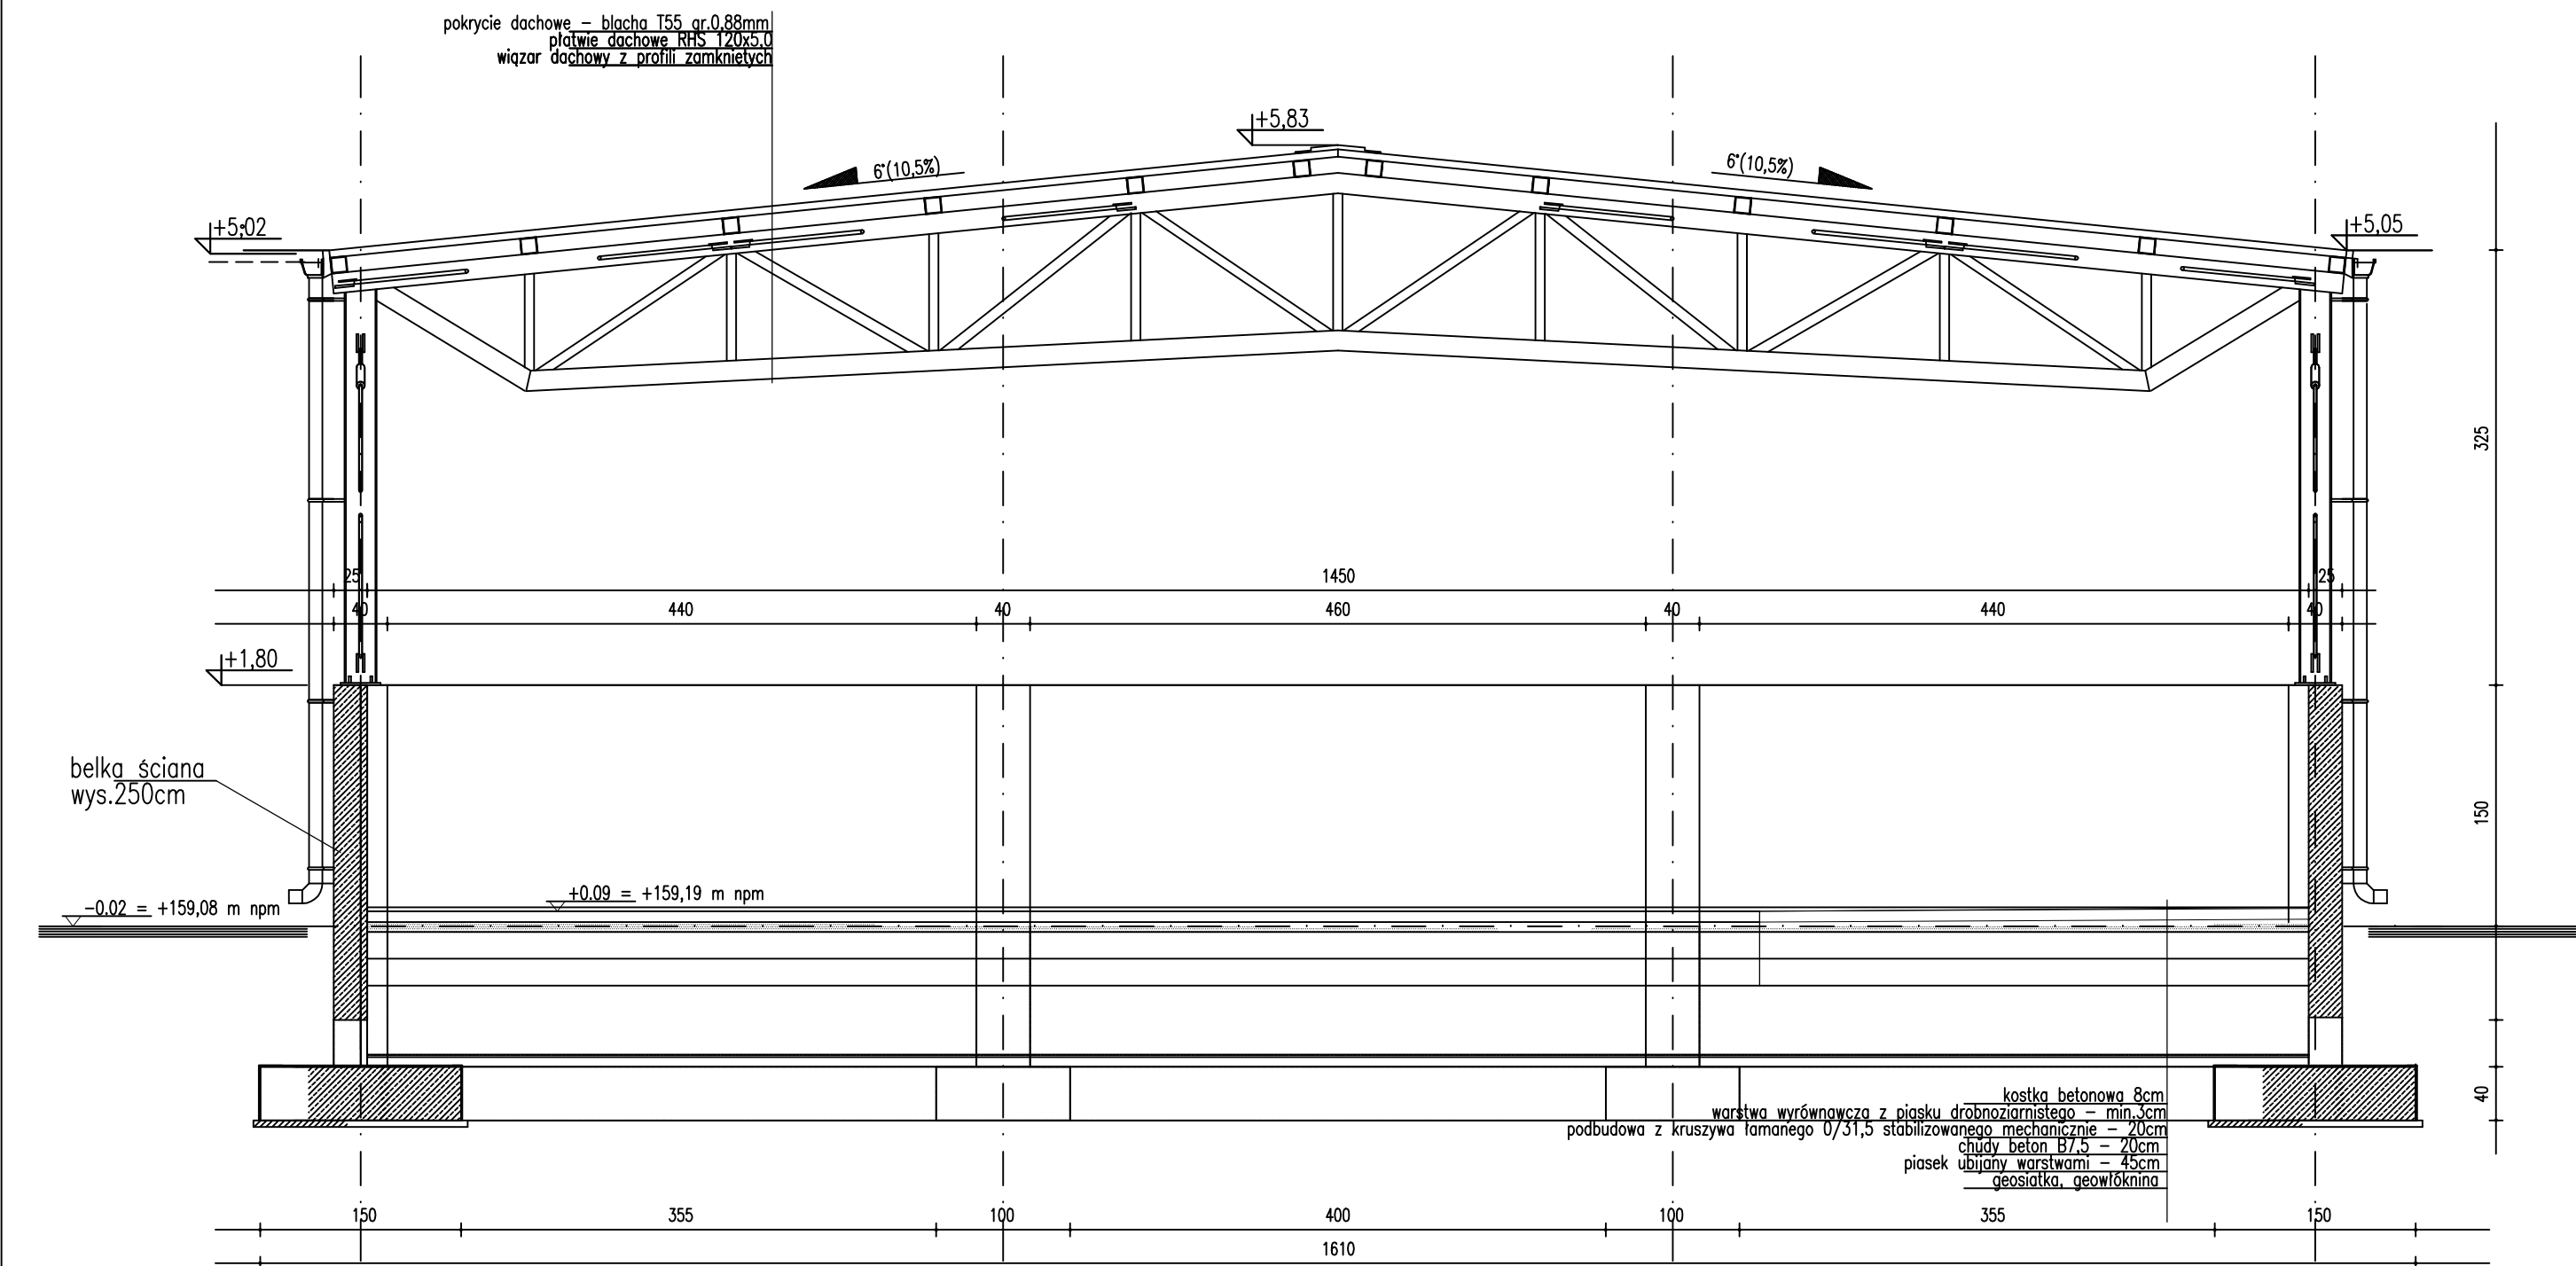 pokrycie dachowe – blacha T55 gr.0,88mm
płatwie dachowe RHS 120x5.0
wiązar dachowy z profili zamkniętych
+5,83
6°(10,5%)
6°(10,5%)
+5,02
+5,05
325
25
1450
25
40
440
40
460
40
440
40
+1,80
belka ściana
wys.250cm
150
-0.02 = +159,08 m npm
+0.09 = +159,19 m npm
40
kostka betonowa 8cm
warstwa wyrównawcza z piasku drobnoziarnistego – min.3cm
podbudowa z kruszywa łamanego 0/31,5 stabilizowanego mechanicznie – 20cm
chudy beton B7,5 – 20cm
piasek ubijany warstwami – 45cm
geosiatka, geowłóknina
150
355
100
400
100
355
150
1610